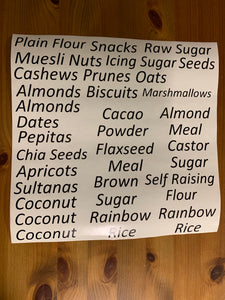 Plain Flour Snacks Raw Sugar
Muesli Nuts Icing Sugar Seeds
Cashews Prunes Oats
Almonds Biscuits Marshmallows
Almonds Cacao Almond
Dates Powder Meal
Pepitas Flaxseed Castor
Chia Seeds Meal Sugar
Apricots Brown Self Raising
Sultanas Sugar Flour
Coconut Rainbow Rainbow
Coconut Rice Rice
Coconut